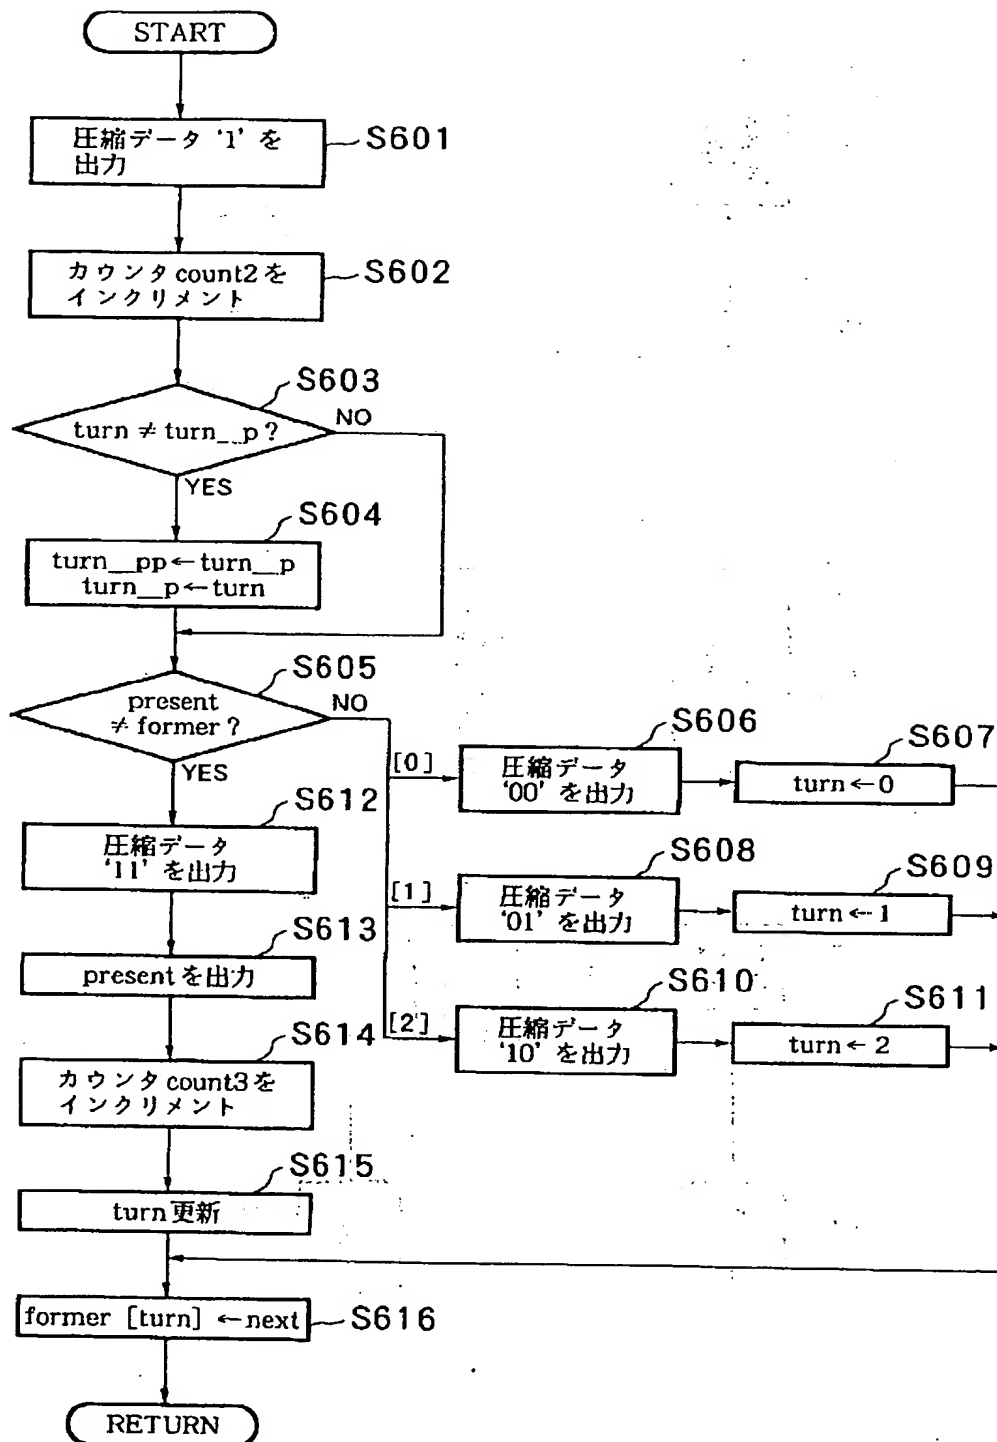 START
圧縮データ '1' を
出力
S601
カウンタ count2 を
インクリメント
S602
S603
turn ≠ turn__p ?
NO
YES
S604
turn__pp ← turn__p
turn__p ← turn
S605
present
≠ former ?
NO
YES
[0]
S606
圧縮データ
'00' を出力
S607
turn ← 0
[1]
S608
圧縮データ
'01' を出力
S609
turn ← 1
[2]
S610
圧縮データ
'10' を出力
S611
turn ← 2
S612
圧縮データ
'11' を出力
S613
present を出力
S614
カウンタ count3 を
インクリメント
S615
turn 更新
former [turn] ← next
S616
RETURN